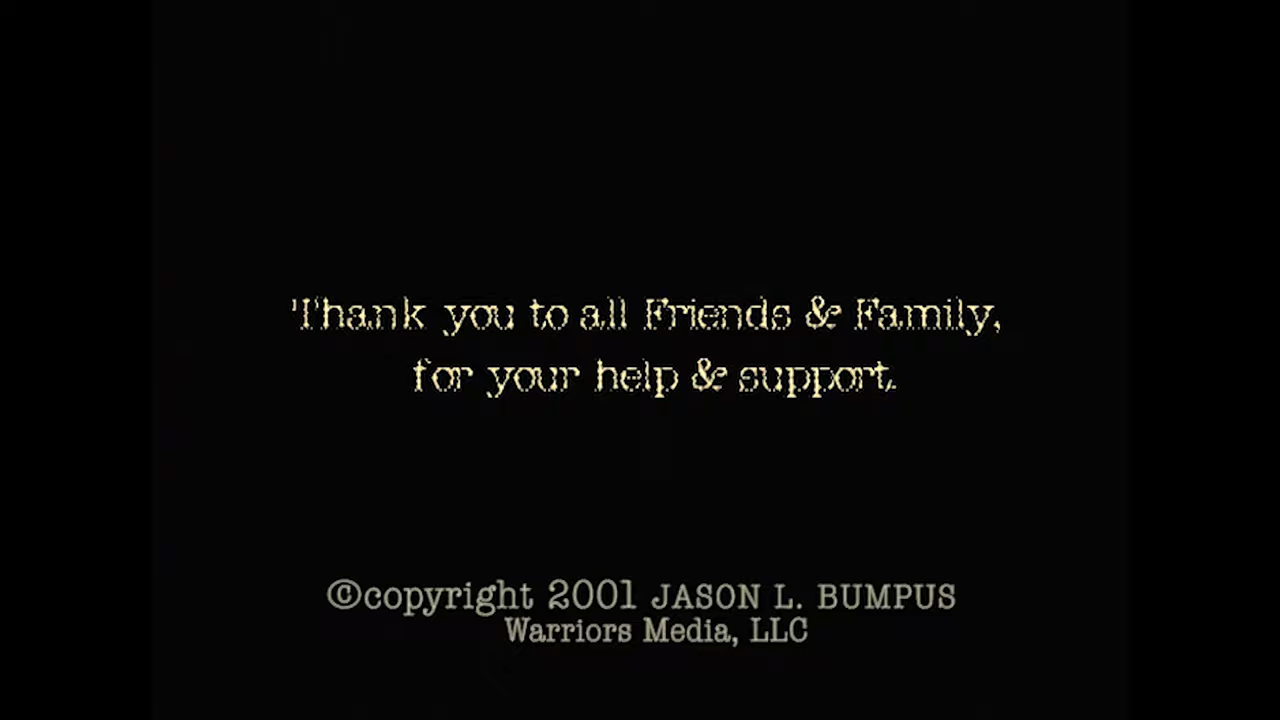 Thank you to all Friends & Family,
for your help & support.
©copyright 2001 JASON L. BUMPUS
Warriors Media, LLC